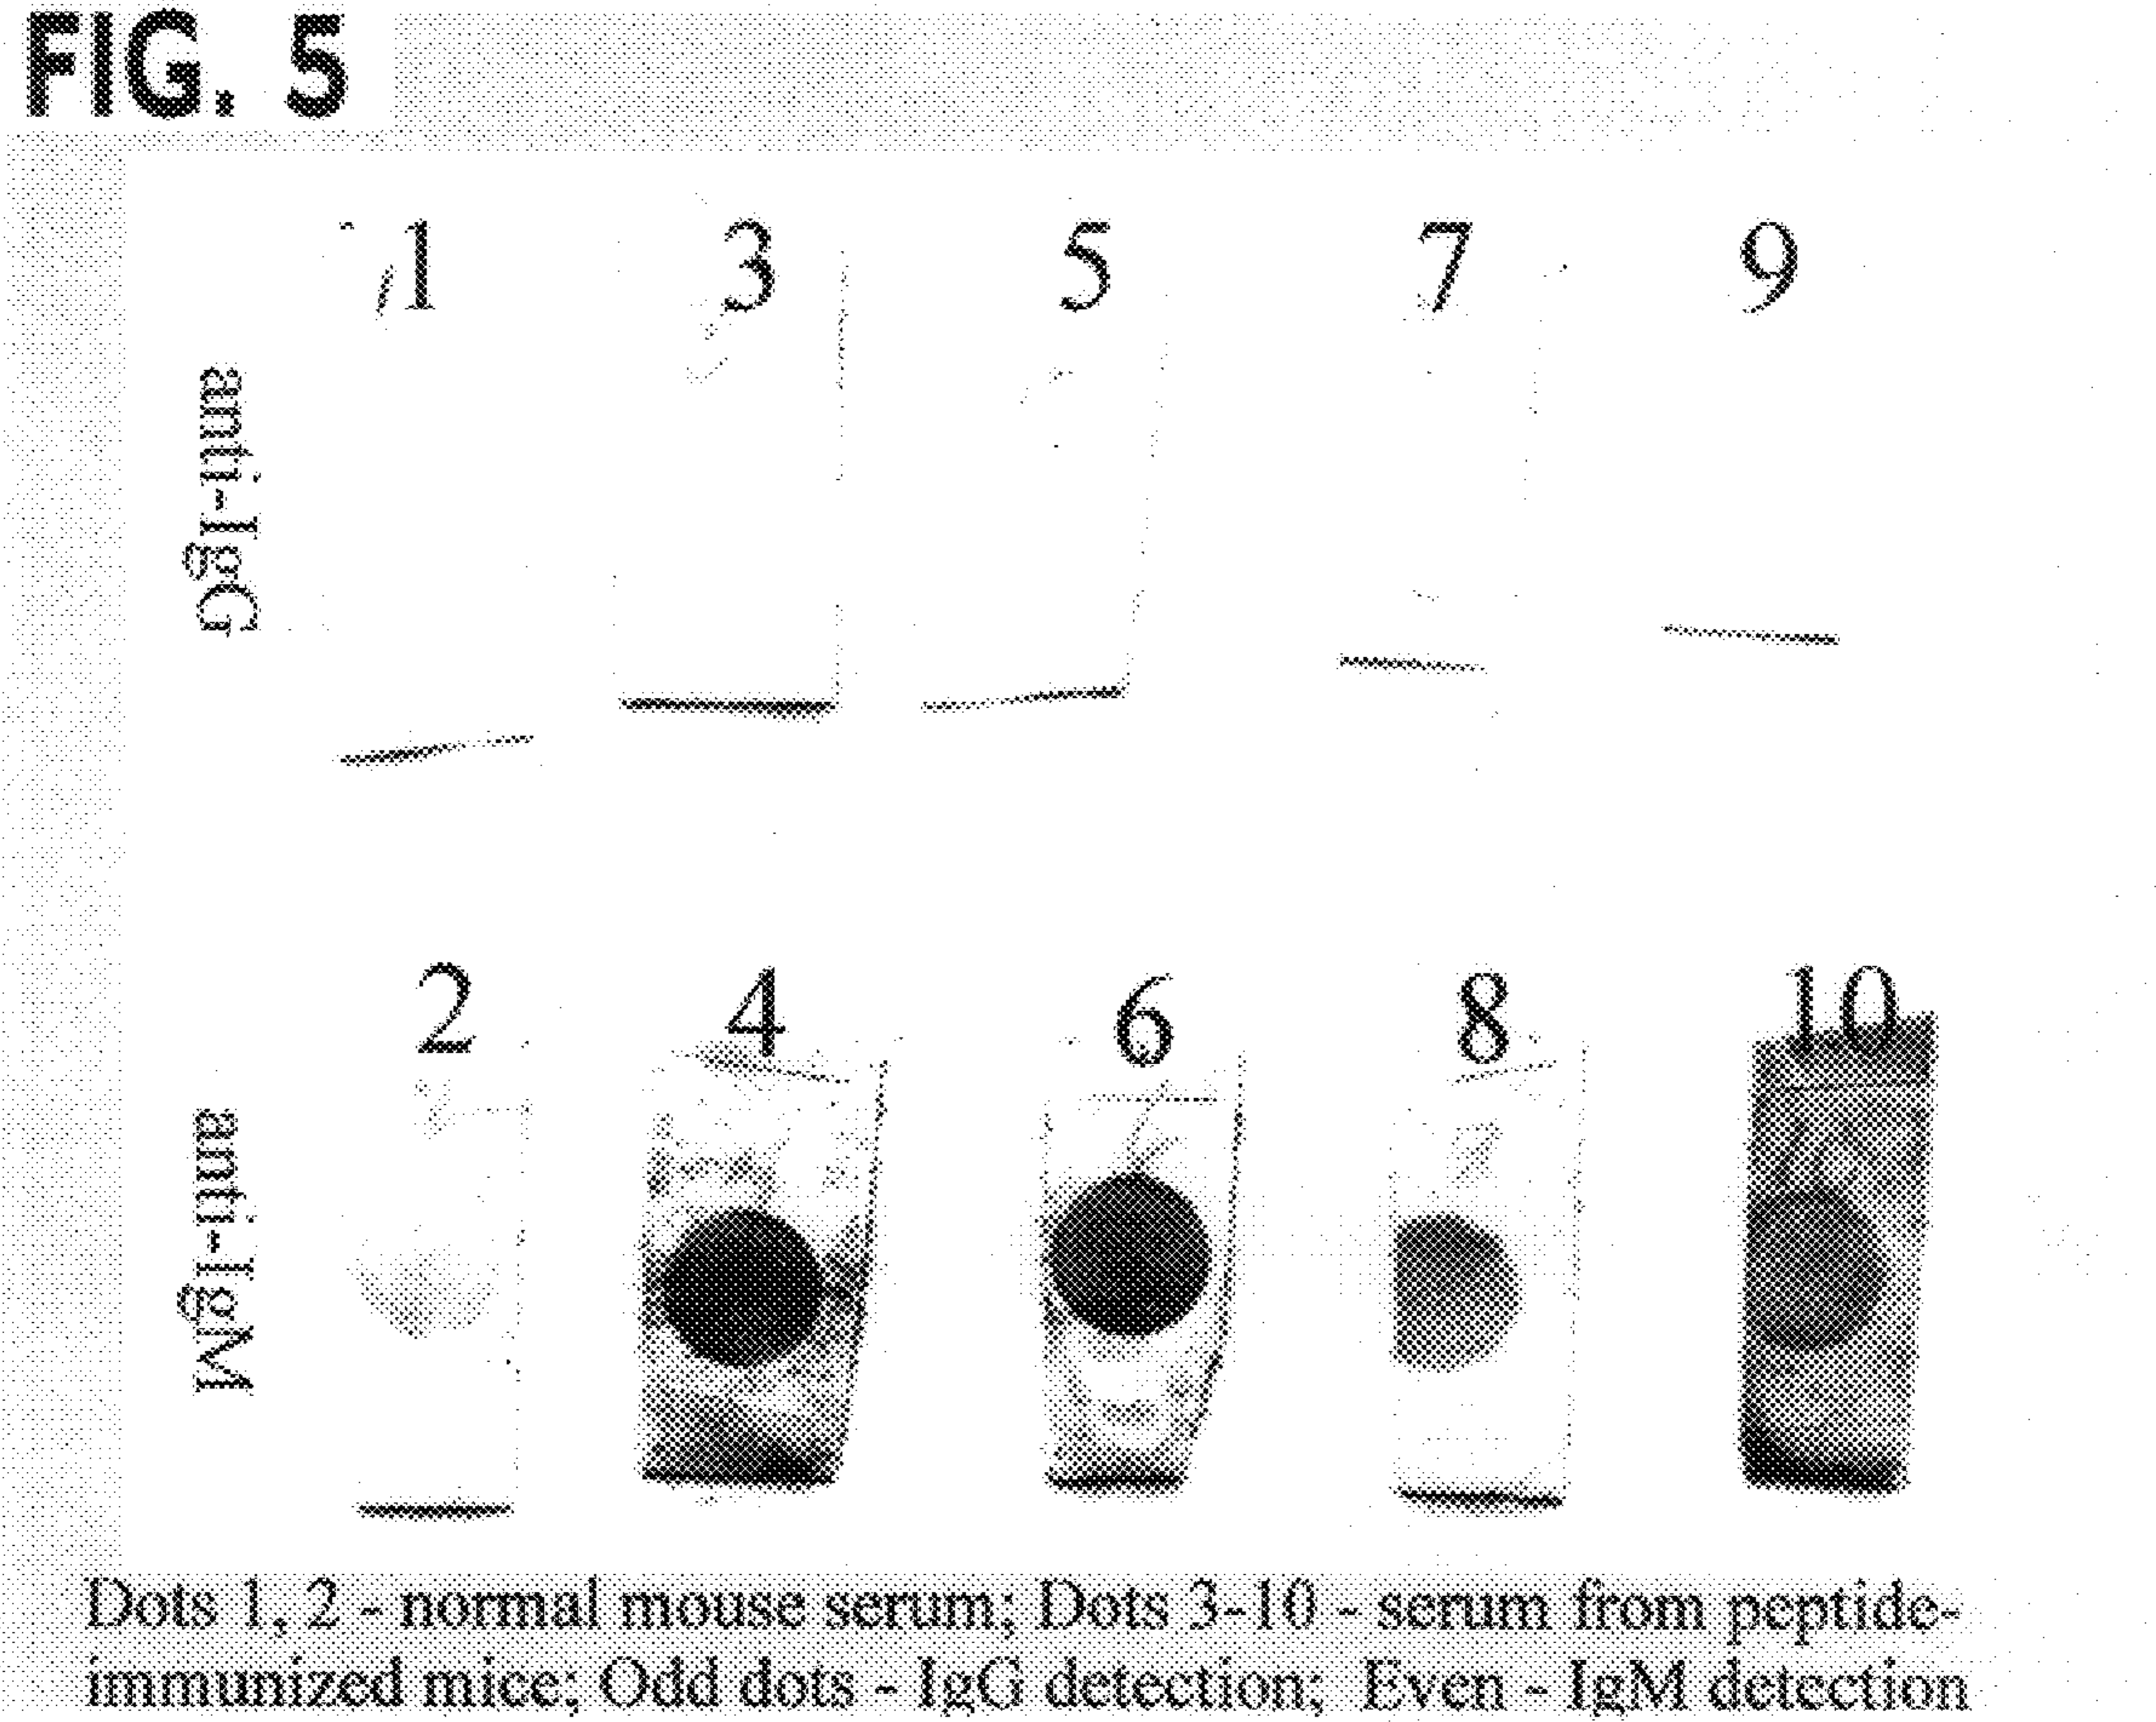 FIG. 5
1 3 5 7 9
anti-IgG
2 4 6 8 10
anti-IgM
Dots 1, 2 - normal mouse serum; Dots 3-10 - serum from peptide-
immunized mice; Odd dots - IgG detection; Even - IgM detection